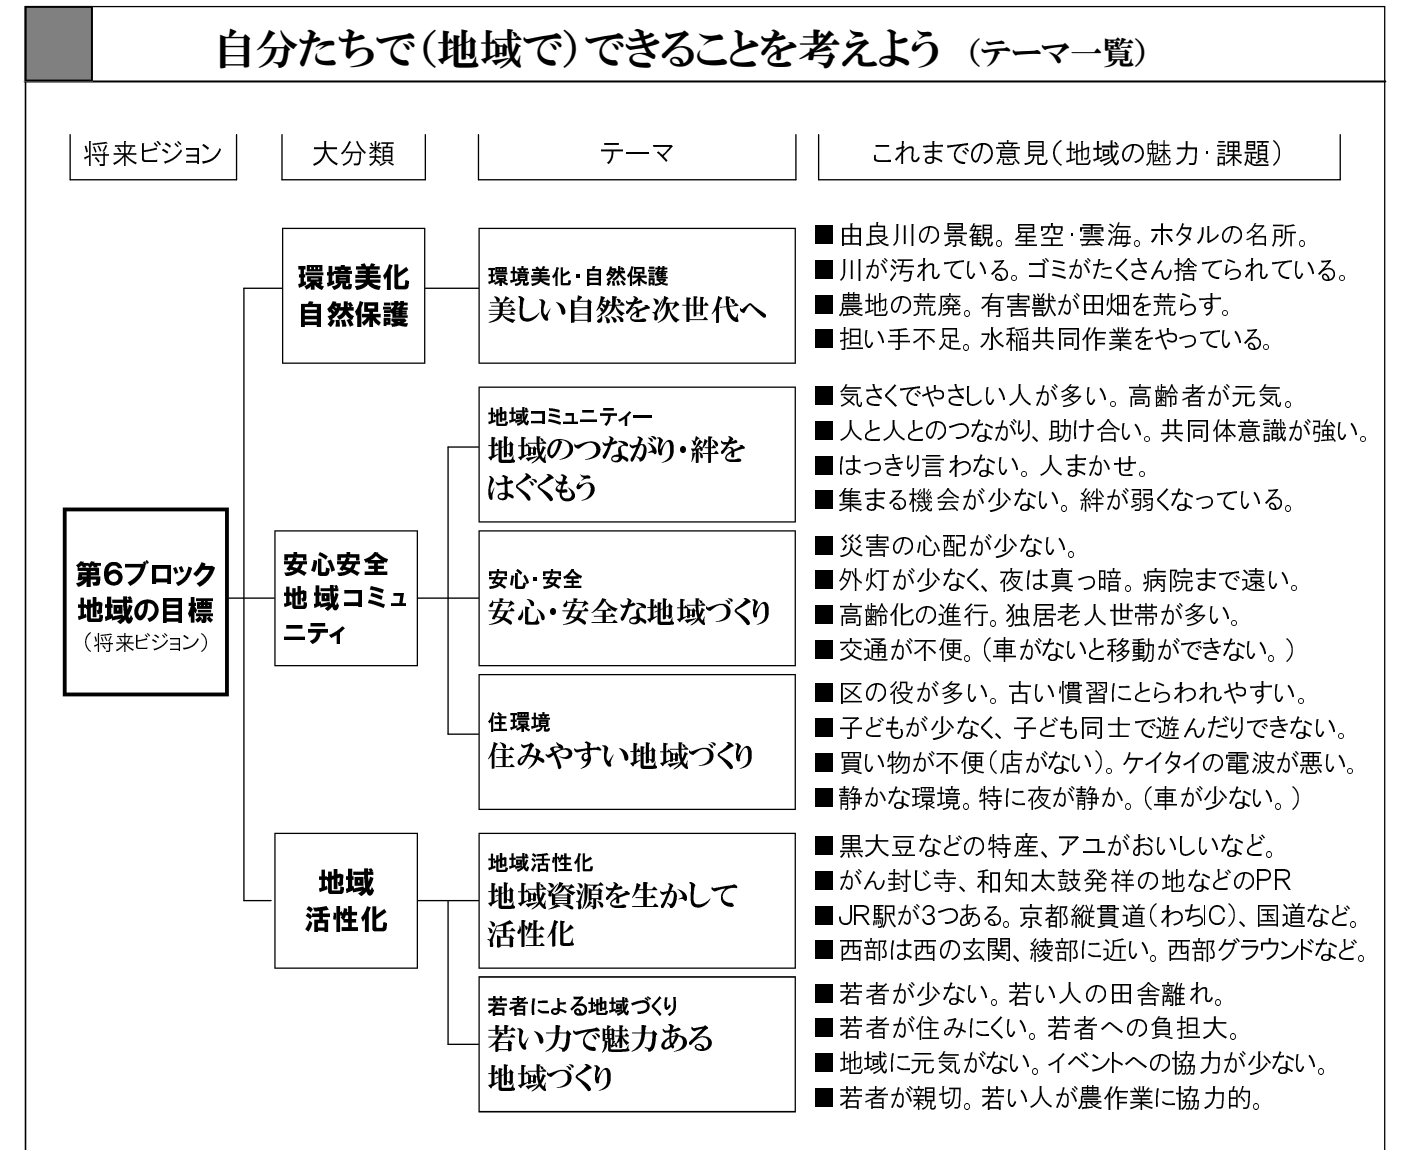 自分たちで（地域で）できることを考えよう （テーマ一覧）
将来ビジョン
大分類
テーマ
これまでの意見（地域の魅力・課題）
第6ブロック
地域の目標
（将来ビジョン）
環境美化
自然保護
環境美化・自然保護
美しい自然を次世代へ
■由良川の景観。星空・雲海。ホタルの名所。
■川が汚れている。ゴミがたくさん捨てられている。
■農地の荒廃。有害獣が田畑を荒らす。
■担い手不足。水稲共同作業をやっている。
安心安全
地域コミュ
ニティ
地域コミュニティー
地域のつながり・絆を
はぐくもう
■気さくでやさしい人が多い。高齢者が元気。
■人と人とのつながり、助け合い。共同体意識が強い。
■はっきり言わない。人まかせ。
■集まる機会が少ない。絆が弱くなっている。
安心・安全
安心・安全な地域づくり
■災害の心配が少ない。
■外灯が少なく、夜は真っ暗。病院まで遠い。
■高齢化の進行。独居老人世帯が多い。
■交通が不便。（車がないと移動ができない。）
住環境
住みやすい地域づくり
■区の役が多い。古い慣習にとらわれやすい。
■子どもが少なく、子ども同士で遊んだりできない。
■買い物が不便（店がない）。ケイタイの電波が悪い。
■静かな環境。特に夜が静か。（車が少ない。）
地域
活性化
地域活性化
地域資源を生かして
活性化
■黒大豆などの特産、アユがおいしいなど。
■がん封じ寺、和知太鼓発祥の地などのPR
■JR駅が3つある。京都縦貫道（わちIC）、国道など。
■西部は西の玄関、綾部に近い。西部グラウンドなど。
若者による地域づくり
若い力で魅力ある
地域づくり
■若者が少ない。若い人の田舎離れ。
■若者が住みにくい。若者への負担大。
■地域に元気がない。イベントへの協力が少ない。
■若者が親切。若い人が農作業に協力的。